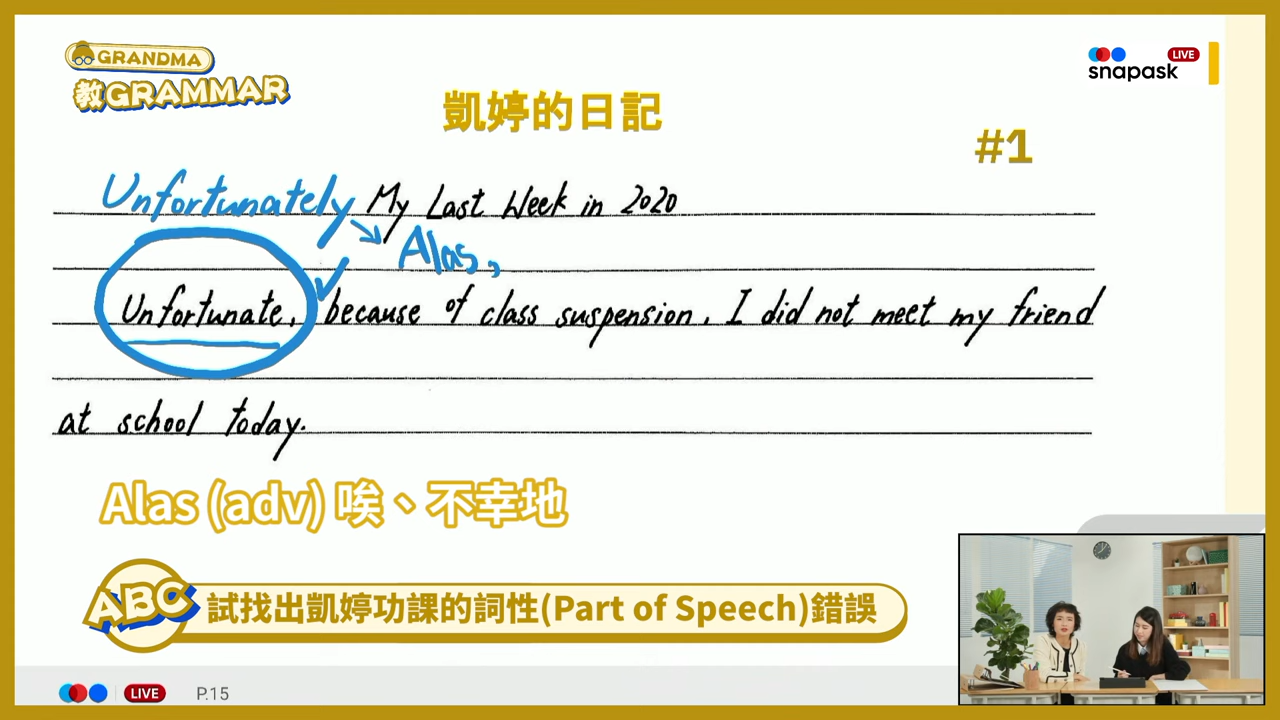 GRANDMA
教GRAMMAR
LIVE
snapask
凱婷的日記
#1
Unfortunately My Last Week in 2020
Alas,
Unfortunate, because of class suspension, I did not meet my friend
at school today.
Alas (adv) 唉、不幸地
ABC 試找出凱婷功課的詞性(Part of Speech)錯誤
LIVE P.15